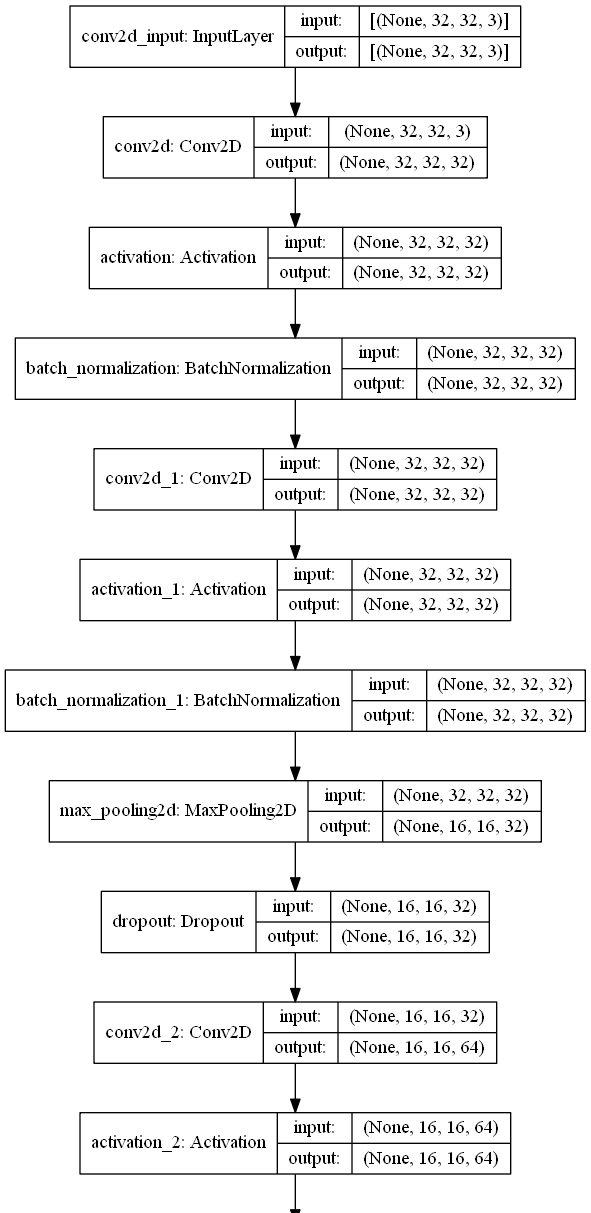 conv2d_input: InputLayer
input: [(None, 32, 32, 3)]
output: [(None, 32, 32, 3)]
conv2d: Conv2D
input: (None, 32, 32, 3)
output: (None, 32, 32, 32)
activation: Activation
input: (None, 32, 32, 32)
output: (None, 32, 32, 32)
batch_normalization: BatchNormalization
input: (None, 32, 32, 32)
output: (None, 32, 32, 32)
conv2d_1: Conv2D
input: (None, 32, 32, 32)
output: (None, 32, 32, 32)
activation_1: Activation
input: (None, 32, 32, 32)
output: (None, 32, 32, 32)
batch_normalization_1: BatchNormalization
input: (None, 32, 32, 32)
output: (None, 32, 32, 32)
max_pooling2d: MaxPooling2D
input: (None, 32, 32, 32)
output: (None, 16, 16, 32)
dropout: Dropout
input: (None, 16, 16, 32)
output: (None, 16, 16, 32)
conv2d_2: Conv2D
input: (None, 16, 16, 32)
output: (None, 16, 16, 64)
activation_2: Activation
input: (None, 16, 16, 64)
output: (None, 16, 16, 64)